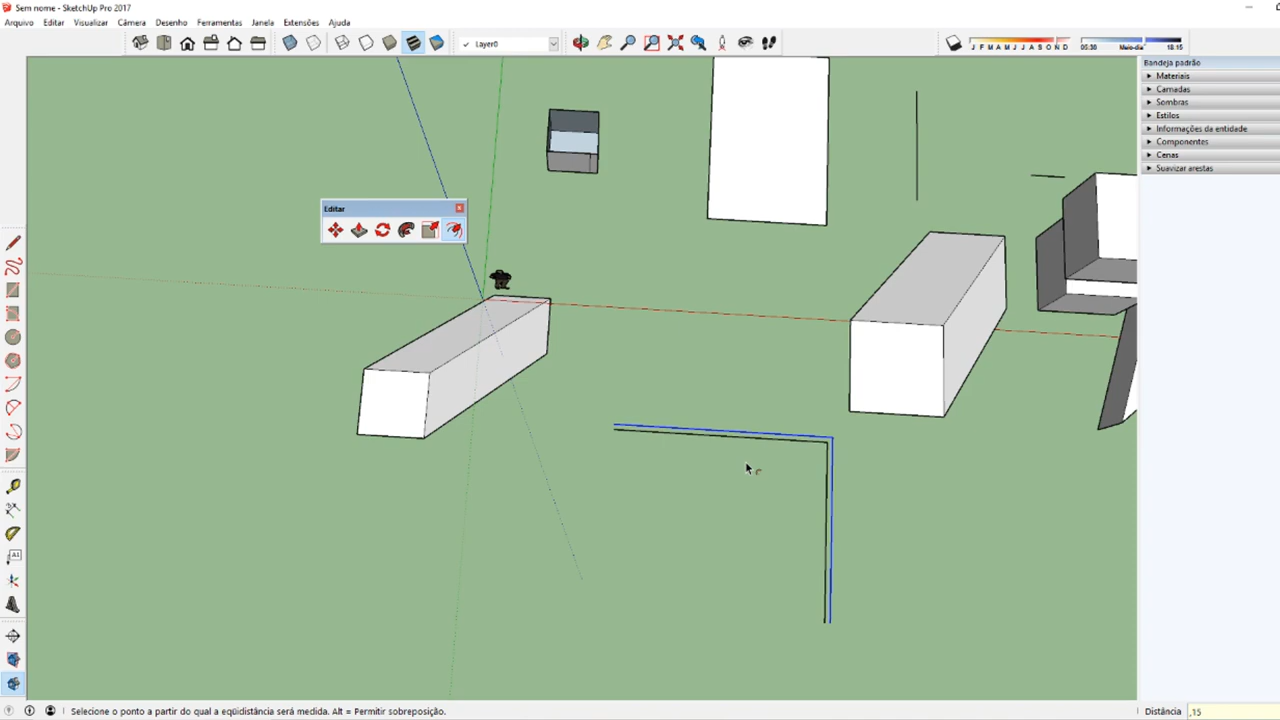 Sem nome - SketchUp Pro 2017
Arquivo Editar Visualizar Câmera Desenho Ferramentas Janela Extensões Ajuda
Layer0
J F M A M J J A S O N D
05:30 Meio-dia 18:15
Bandeja padrão
Materiais
Camadas
Sombras
Estilos
Informações da entidade
Componentes
Cenas
Suavizar arestas
Editar
A1
Selecione o ponto a partir do qual a eqüidistância será medida. Alt = Permitir sobreposição.
Distância ,15